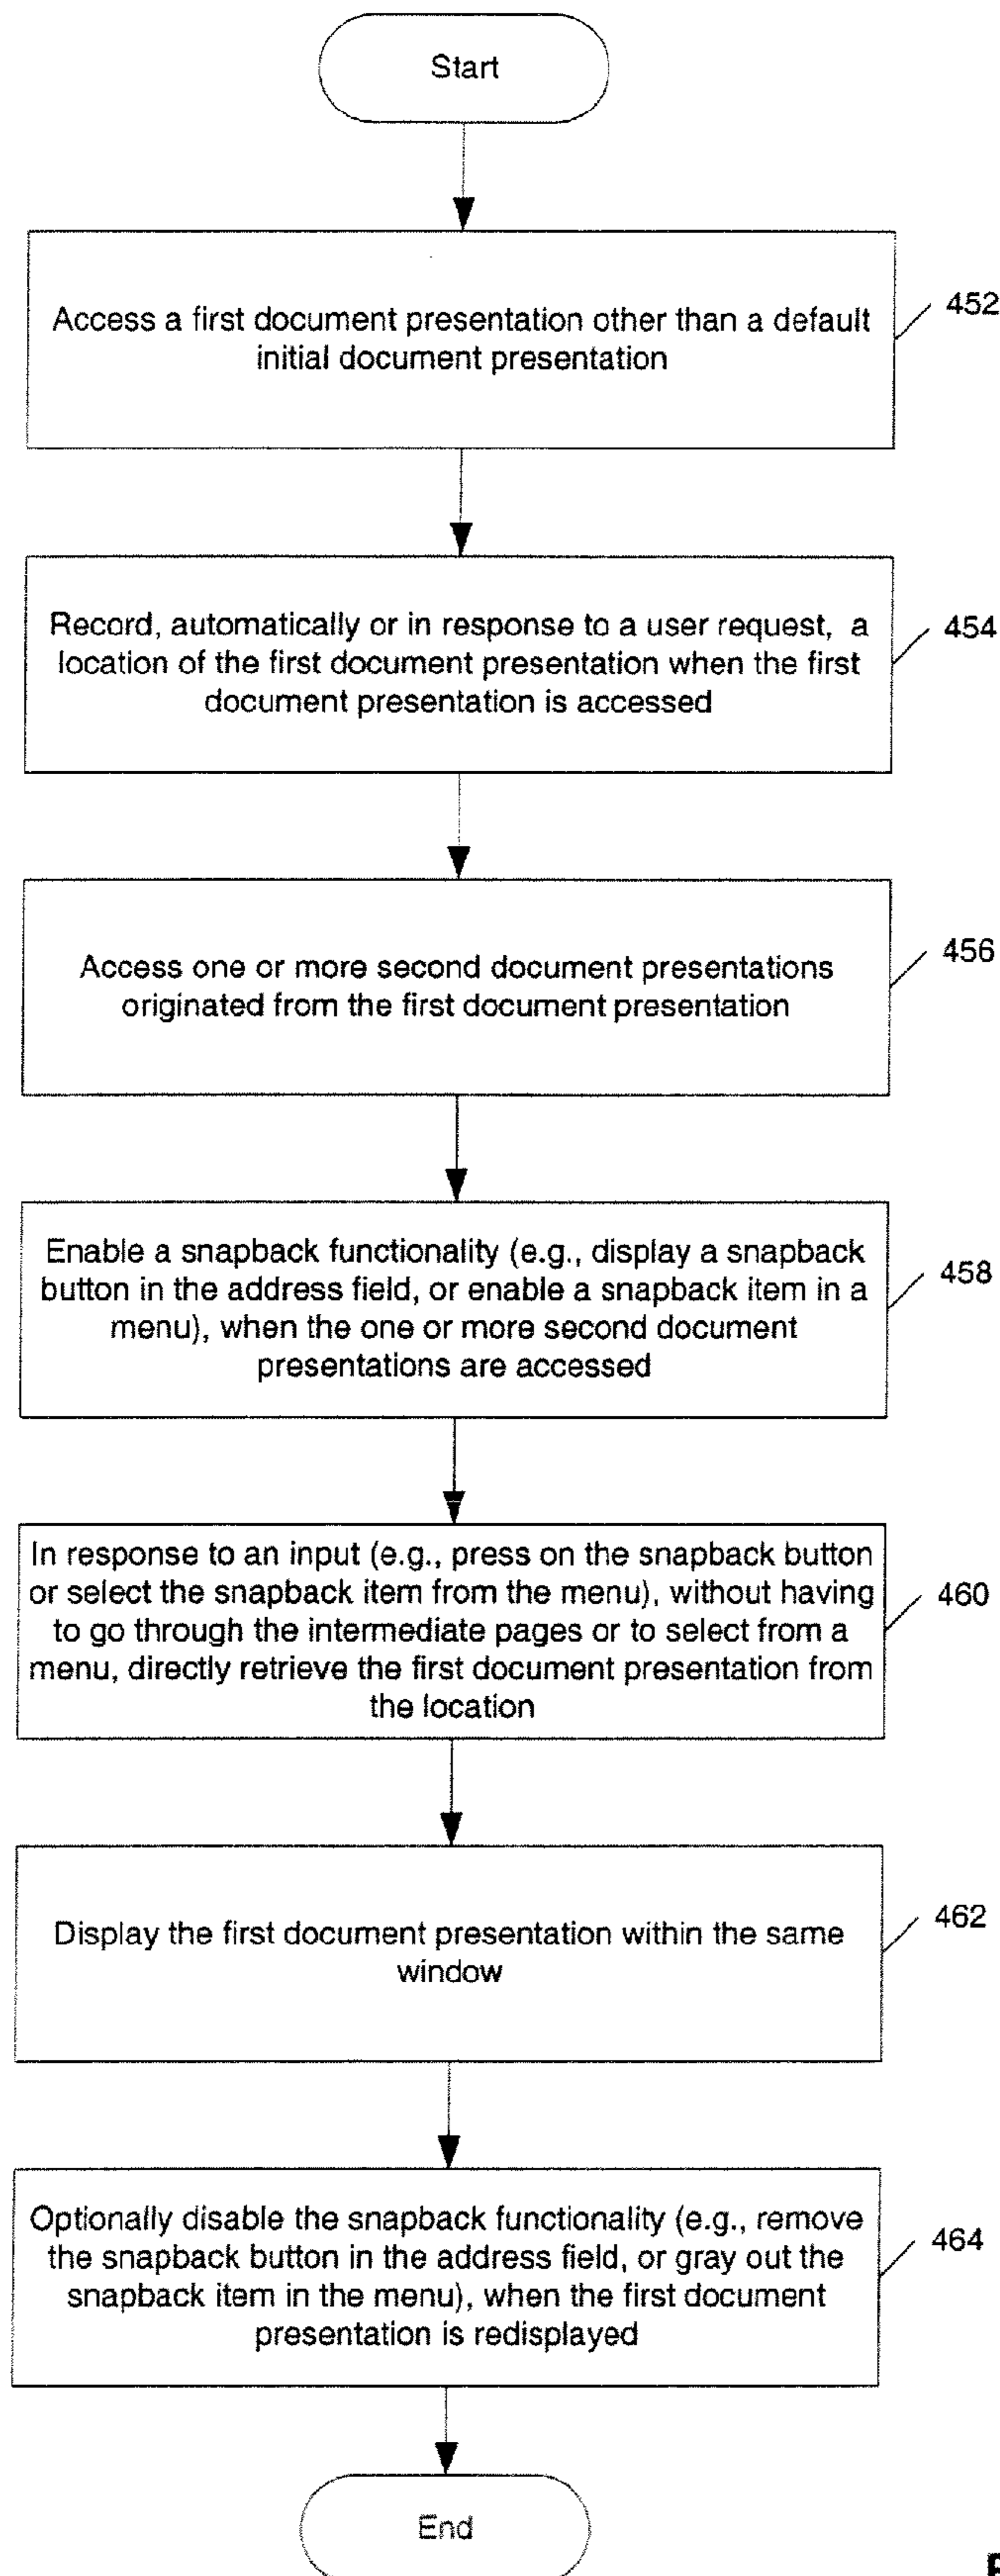 Start
Access a first document presentation other than a default
initial document presentation
452
Record, automatically or in response to a user request, a
location of the first document presentation when the first
document presentation is accessed
454
Access one or more second document presentations
originated from the first document presentation
456
Enable a snapback functionality (e.g., display a snapback
button in the address field, or enable a snapback item in a
menu), when the one or more second document
presentations are accessed
458
In response to an input (e.g., press on the snapback button
or select the snapback item from the menu), without having
to go through the intermediate pages or to select from a
menu, directly retrieve the first document presentation from
the location
460
Display the first document presentation within the same
window
462
Optionally disable the snapback functionality (e.g., remove
the snapback button in the address field, or gray out the
snapback item in the menu), when the first document
presentation is redisplayed
464
End